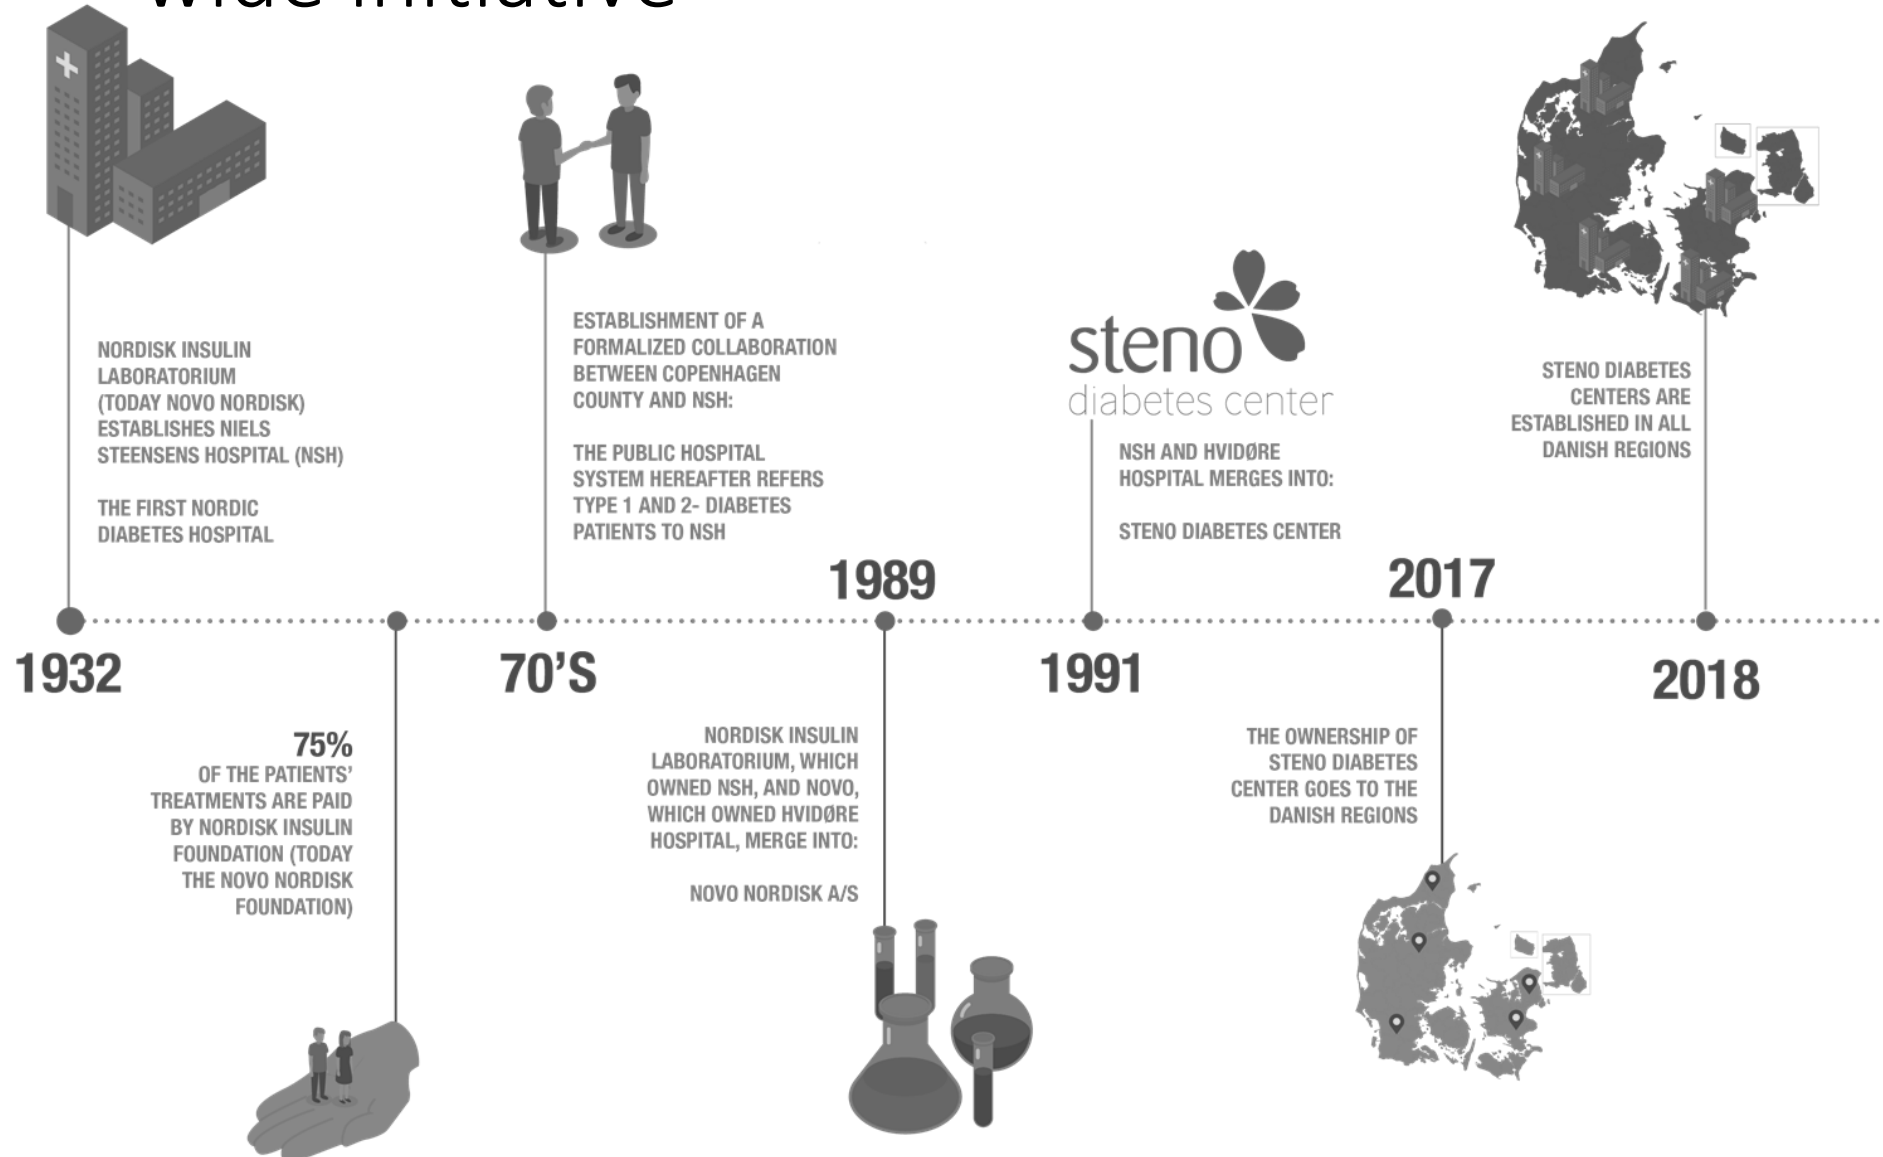 wide initiative
NORDISK INSULIN
LABORATORIUM
(TODAY NOVO NORDISK)
ESTABLISHES NIELS
STEENSENS HOSPITAL (NSH)
THE FIRST NORDIC
DIABETES HOSPITAL
1932
75%
OF THE PATIENTS'
TREATMENTS ARE PAID
BY NORDISK INSULIN
FOUNDATION (TODAY
THE NOVO NORDISK
FOUNDATION)
ESTABLISHMENT OF A
FORMALIZED COLLABORATION
BETWEEN COPENHAGEN
COUNTY AND NSH:
THE PUBLIC HOSPITAL
SYSTEM HEREAFTER REFERS
TYPE 1 AND 2- DIABETES
PATIENTS TO NSH
70'S
1989
NORDISK INSULIN
LABORATORIUM, WHICH
OWNED NSH, AND NOVO,
WHICH OWNED HVIDØRE
HOSPITAL, MERGE INTO:
NOVO NORDISK A/S
steno
diabetes center
NSH AND HVIDØRE
HOSPITAL MERGES INTO:
STENO DIABETES CENTER
1991
2017
THE OWNERSHIP OF
STENO DIABETES
CENTER GOES TO THE
DANISH REGIONS
STENO DIABETES
CENTERS ARE
ESTABLISHED IN ALL
DANISH REGIONS
2018